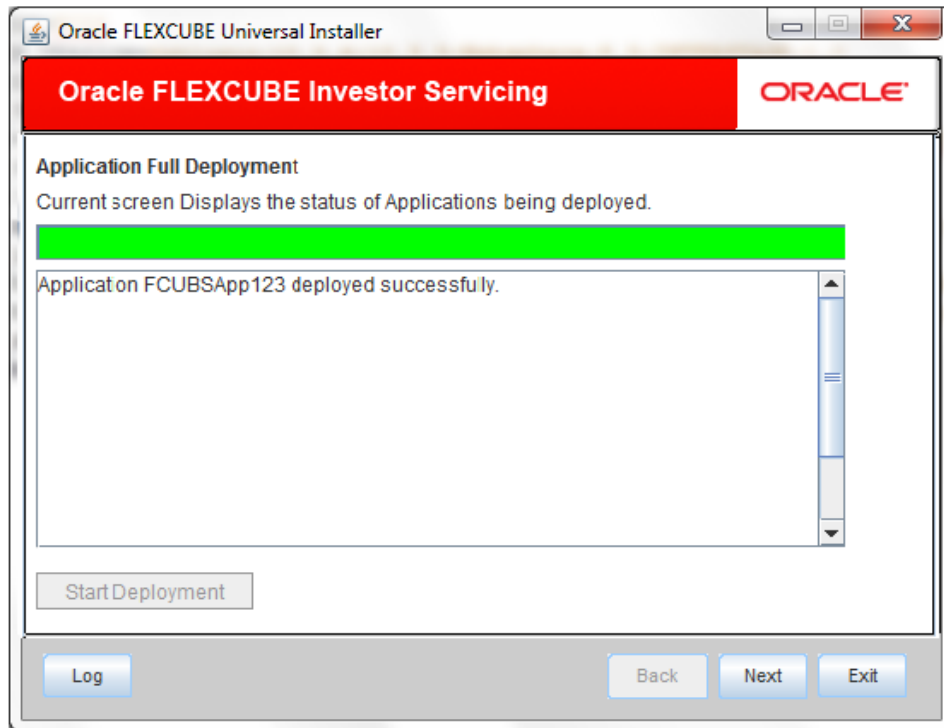 Oracle FLEXCUBE Universal Installer
Oracle FLEXCUBE Investor Servicing
ORACLE
Application Full Deployment
Current screen Displays the status of Applications being deployed.
Application FCUBSApp123 deployed successfully.
Start Deployment
Log
Back
Next
Exit